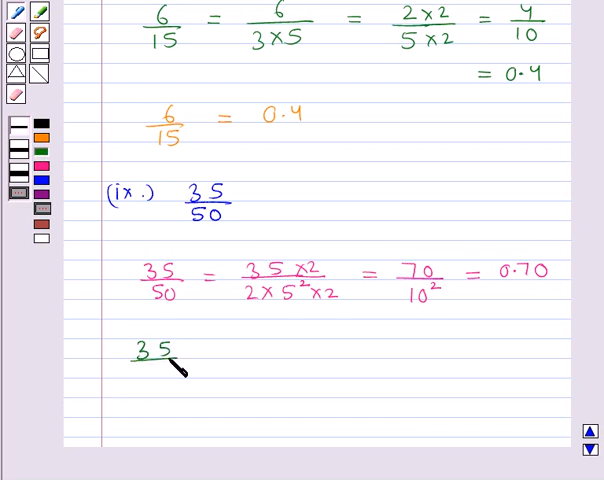 6/15 = 6/(3×5) = (2×2)/(5×2) = 4/10
= 0.4
6/15 = 0.4
(ix.) 35/50
35/50 = (35×2)/(2×5²×2) = 70/10² = 0.70
35